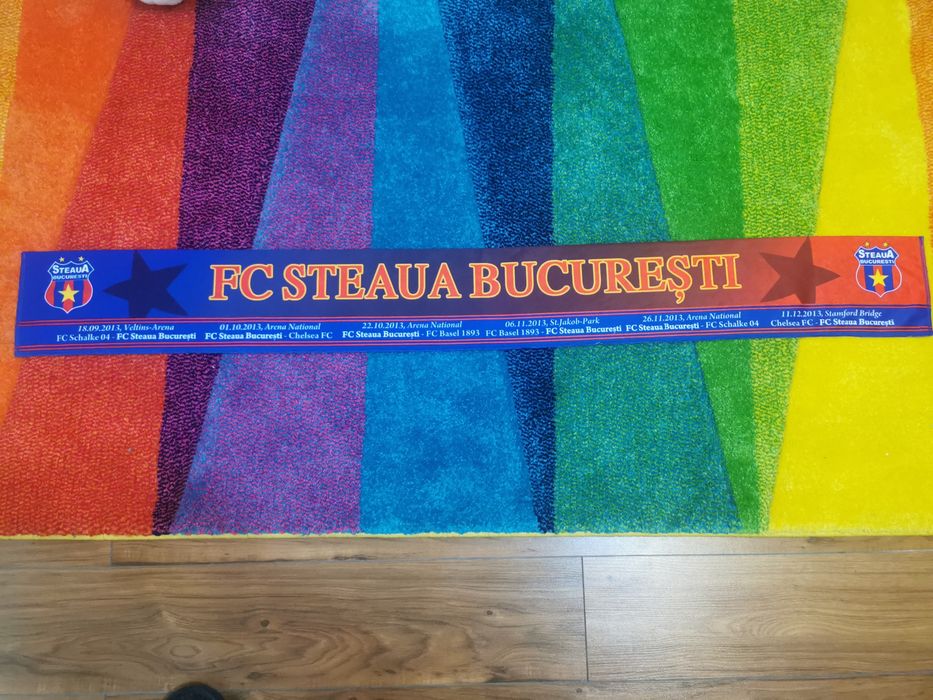 STEAUA
BUCUREȘTI
FC STEAUA BUCUREȘTI
STEAUA
BUCUREȘTI
18.09.2013, Veltins-Arena
FC Schalke 04 - FC Steaua București
01.10.2013, Arena National
FC Steaua București - Chelsea FC
22.10.2013, Arena National
FC Steaua București - FC Basel 1893
06.11.2013, St.Jakob-Park
FC Basel 1893 - FC Steaua București
26.11.2013, Arena National
FC Steaua București - FC Schalke 04
11.12.2013, Stamford Bridge
Chelsea FC - FC Steaua București